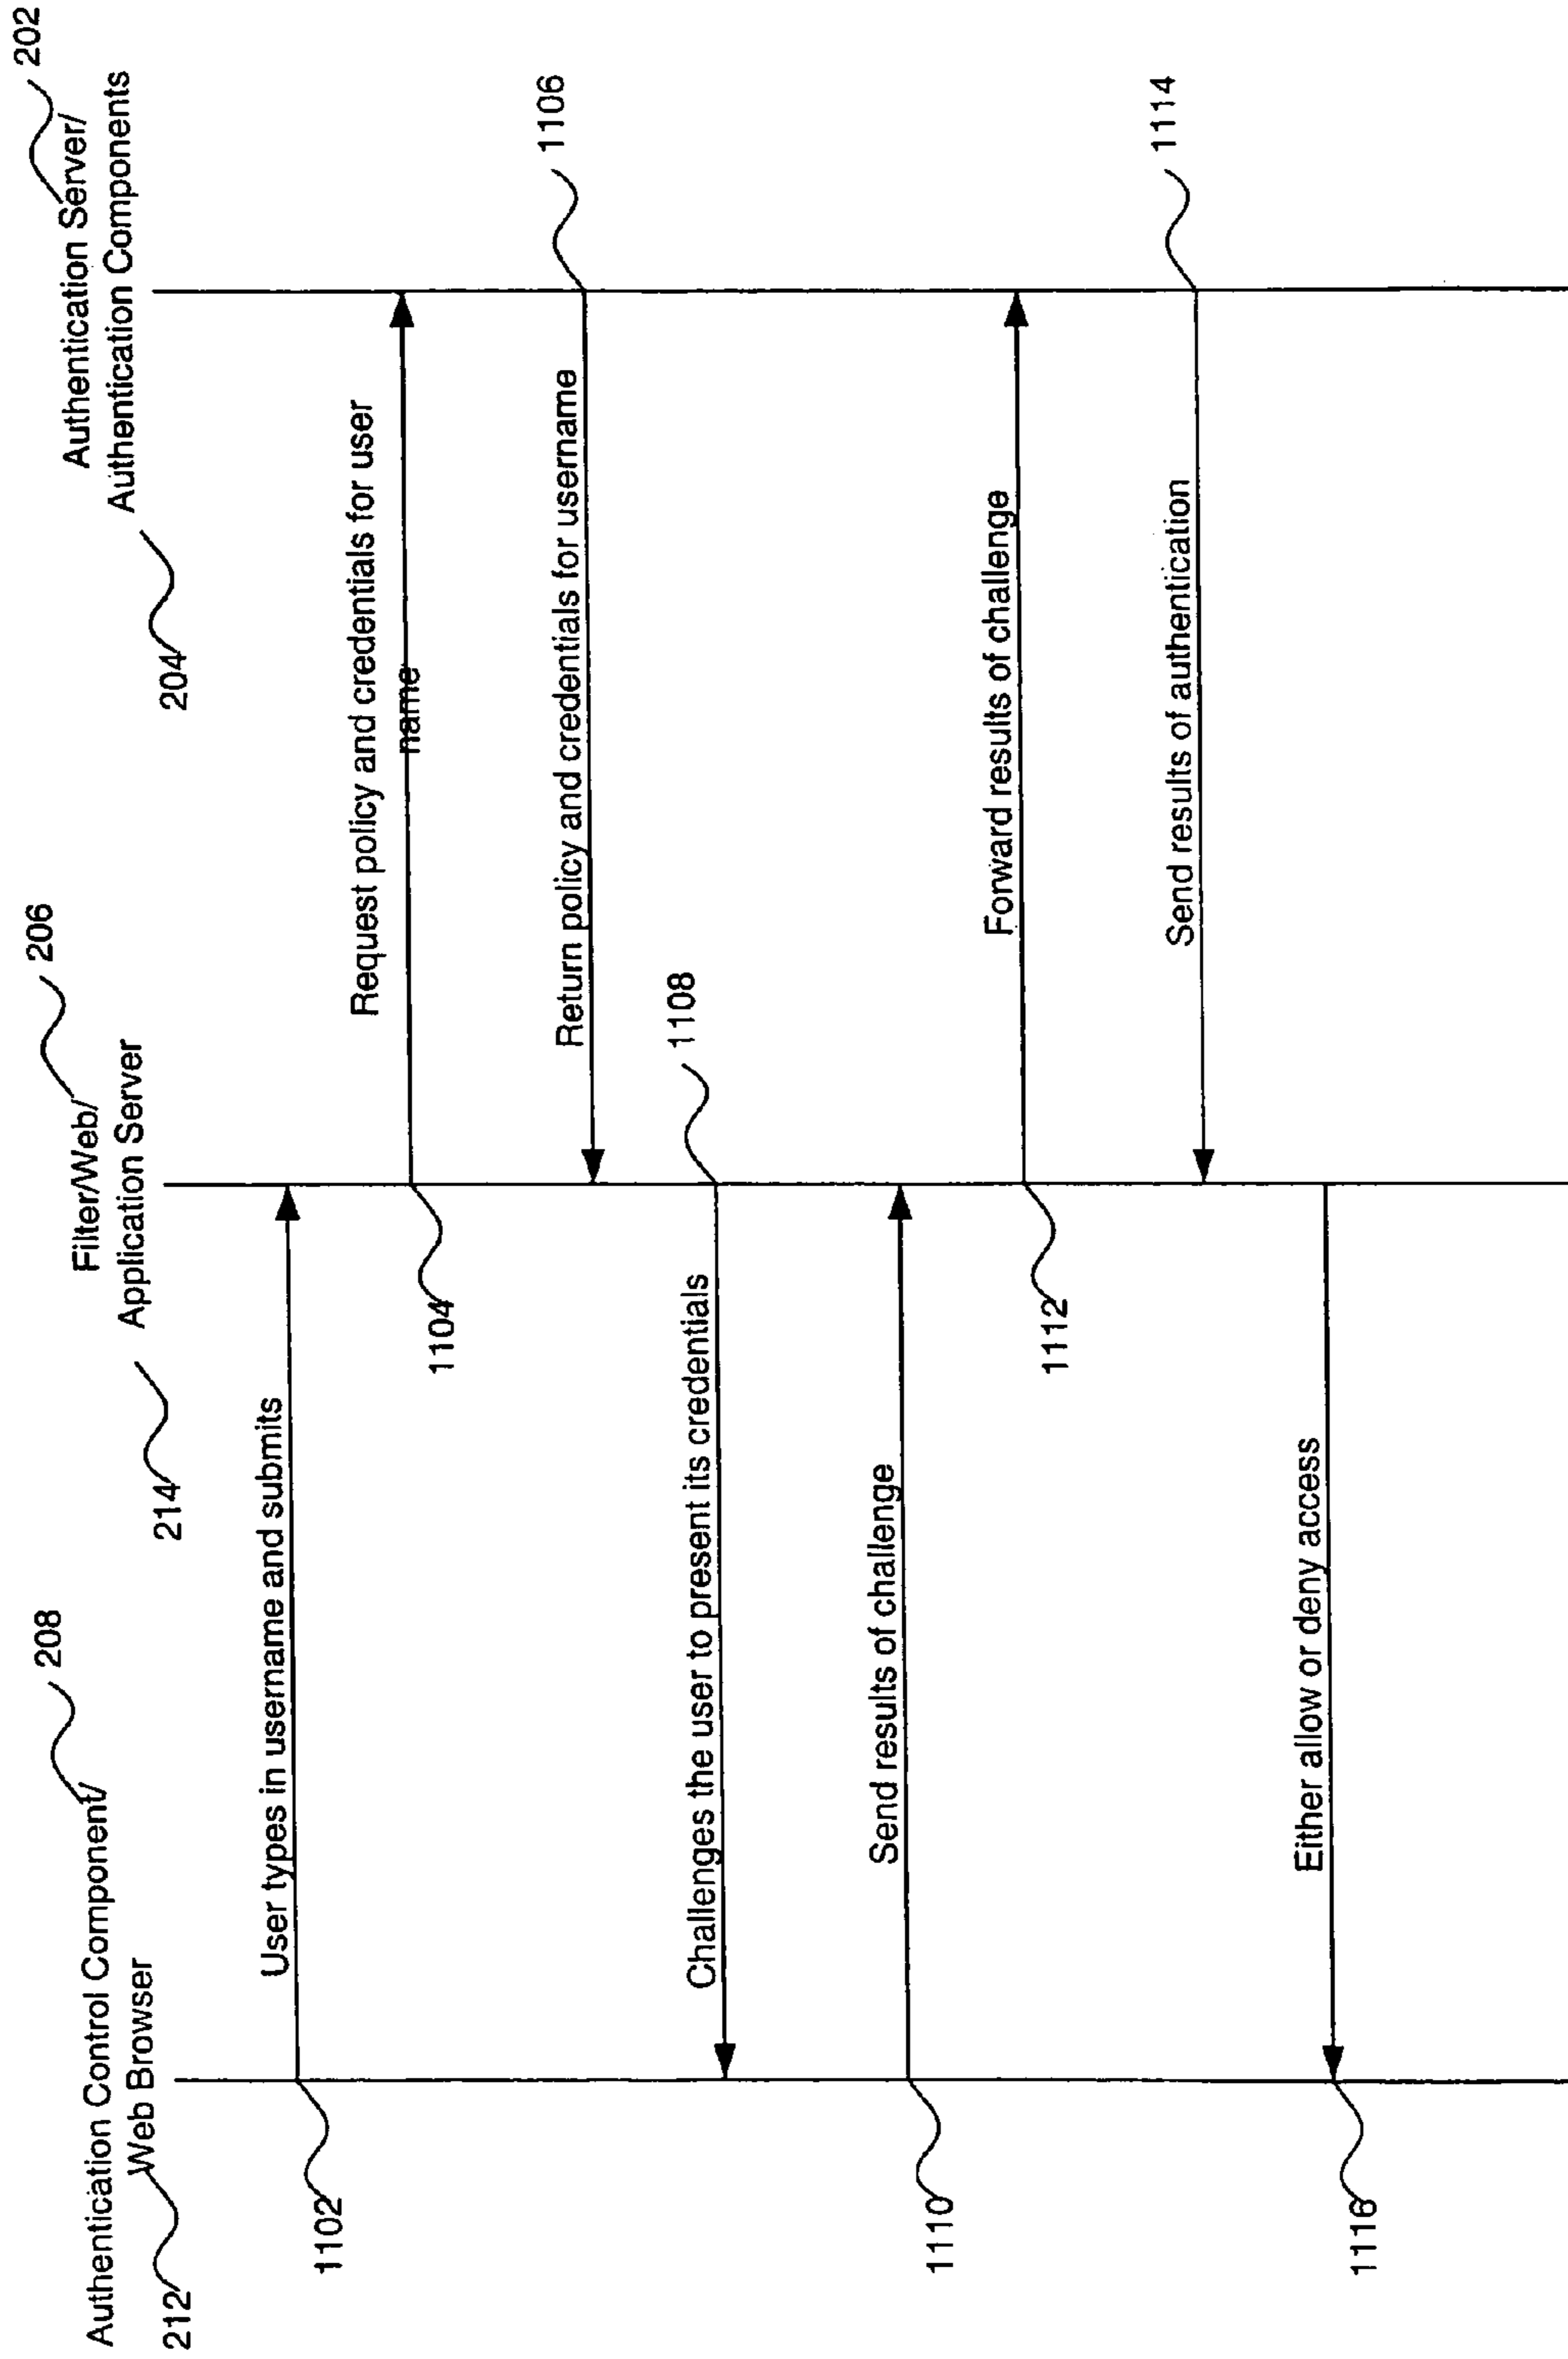 Authentication Control Component/
Web Browser
208
212
Filter/Web/
Application Server
206
214
Authentication Server/
Authentication Components
202
204
User types in username and submits
1102
Request policy and credentials for user
name
1104
Return policy and credentials for username
1106
Challenges the user to present its credentials
1108
Send results of challenge
1110
Forward results of challenge
1112
Send results of authentication
1114
Either allow or deny access
1116